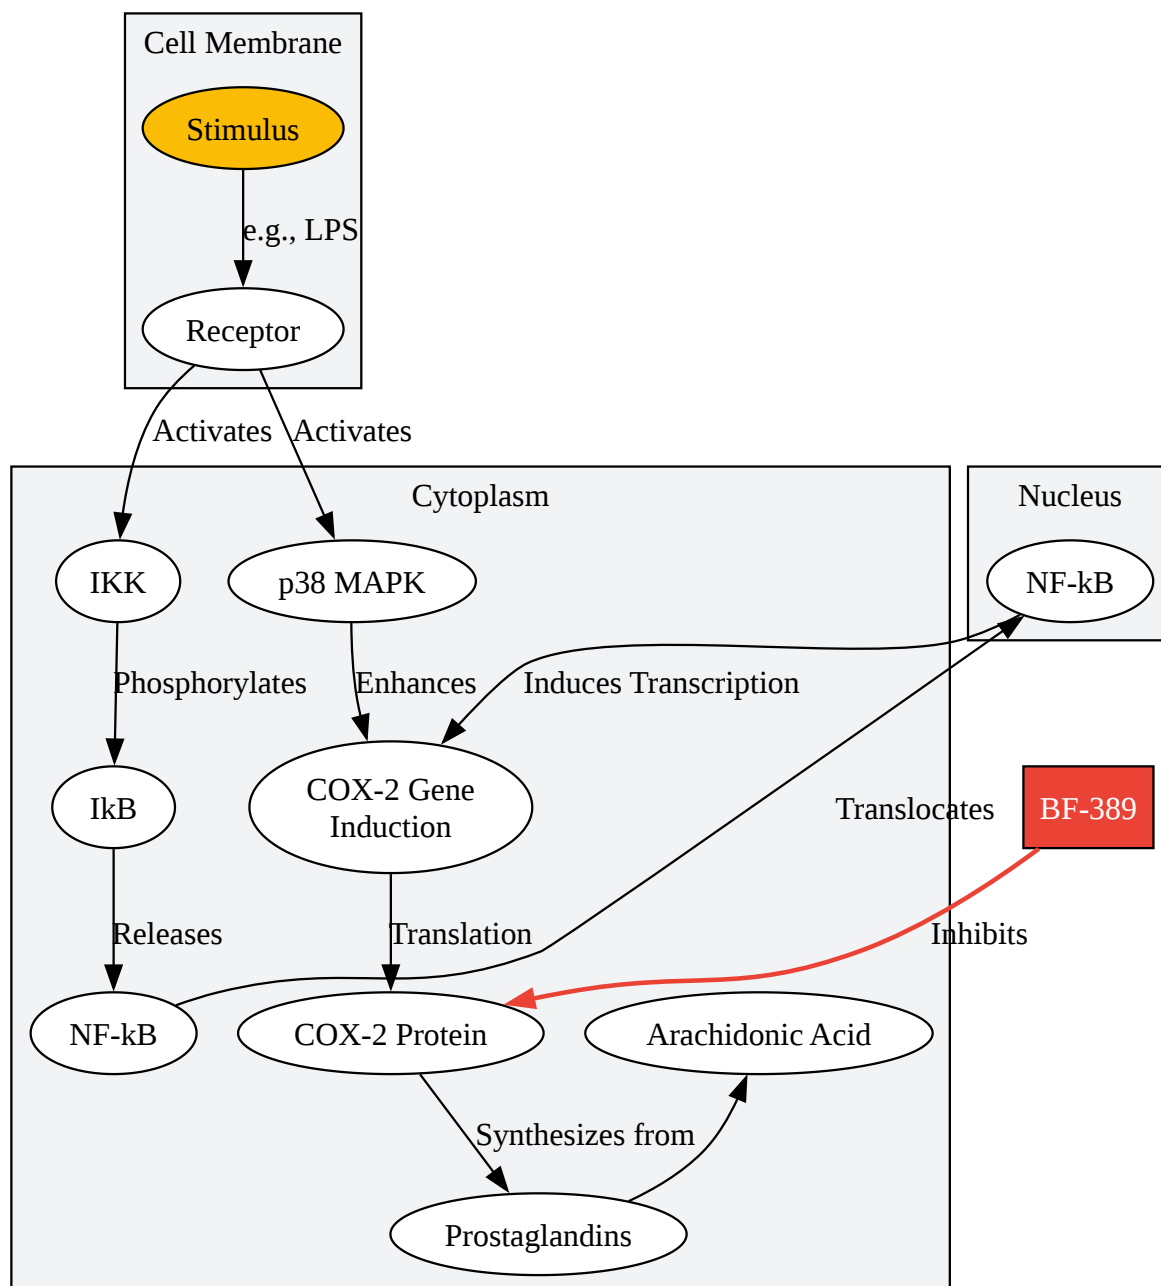 Cell Membrane
Stimulus
e.g., LPS
Receptor
Activates
Activates
Cytoplasm
Nucleus
IKK
p38 MAPK
NF-kB
Phosphorylates
Enhances
Induces Transcription
IkB
COX-2 Gene
Induction
Translocates
BF-389
Releases
Translation
Inhibits
NF-kB
COX-2 Protein
Arachidonic Acid
Synthesizes from
Prostaglandins